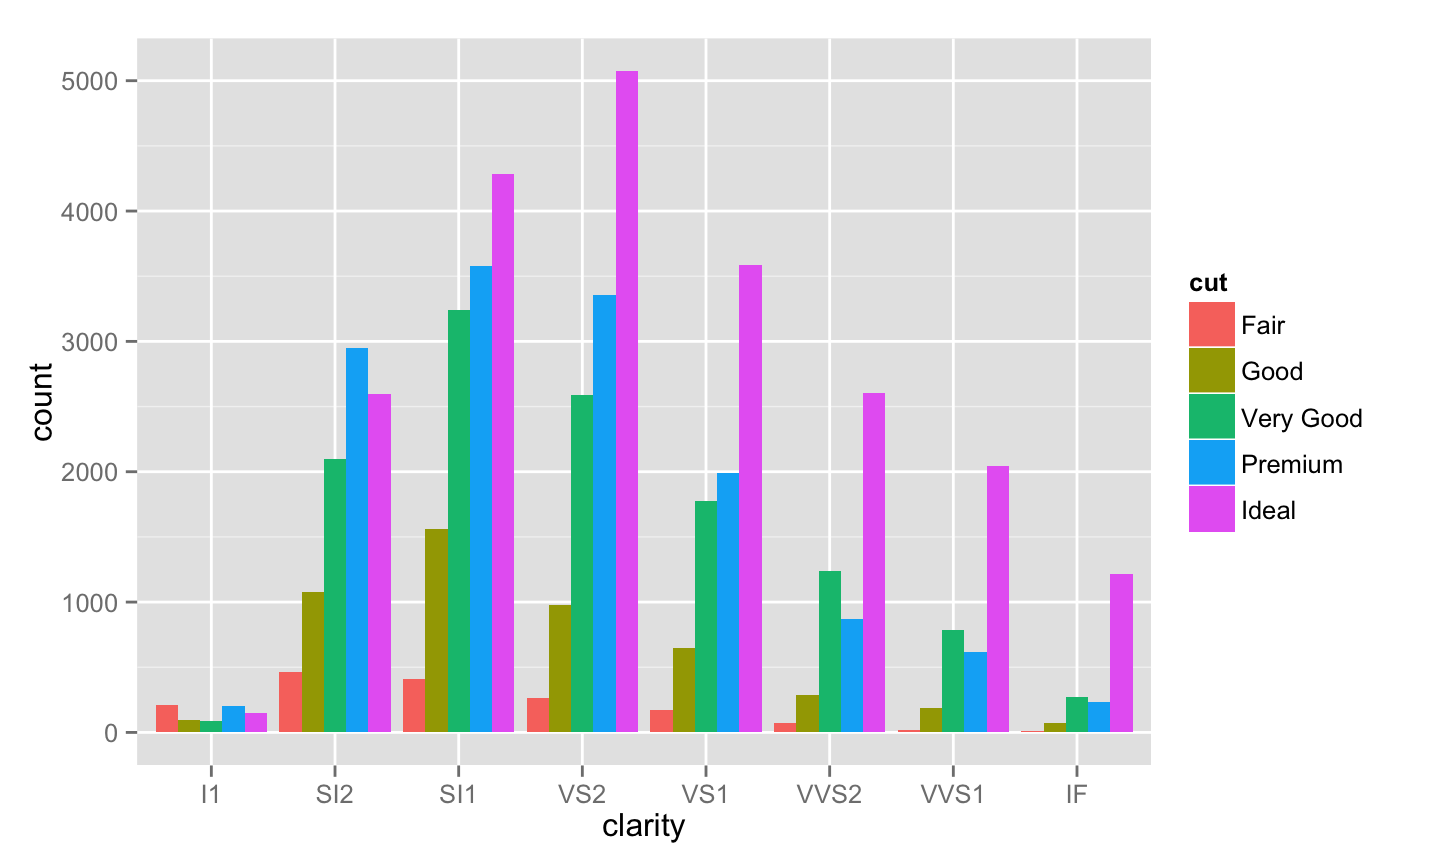 5000
4000
3000
2000
1000
0
count
I1 SI2 SI1 VS2 VS1 VVS2 VVS1 IF
clarity
cut
Fair
Good
Very Good
Premium
Ideal